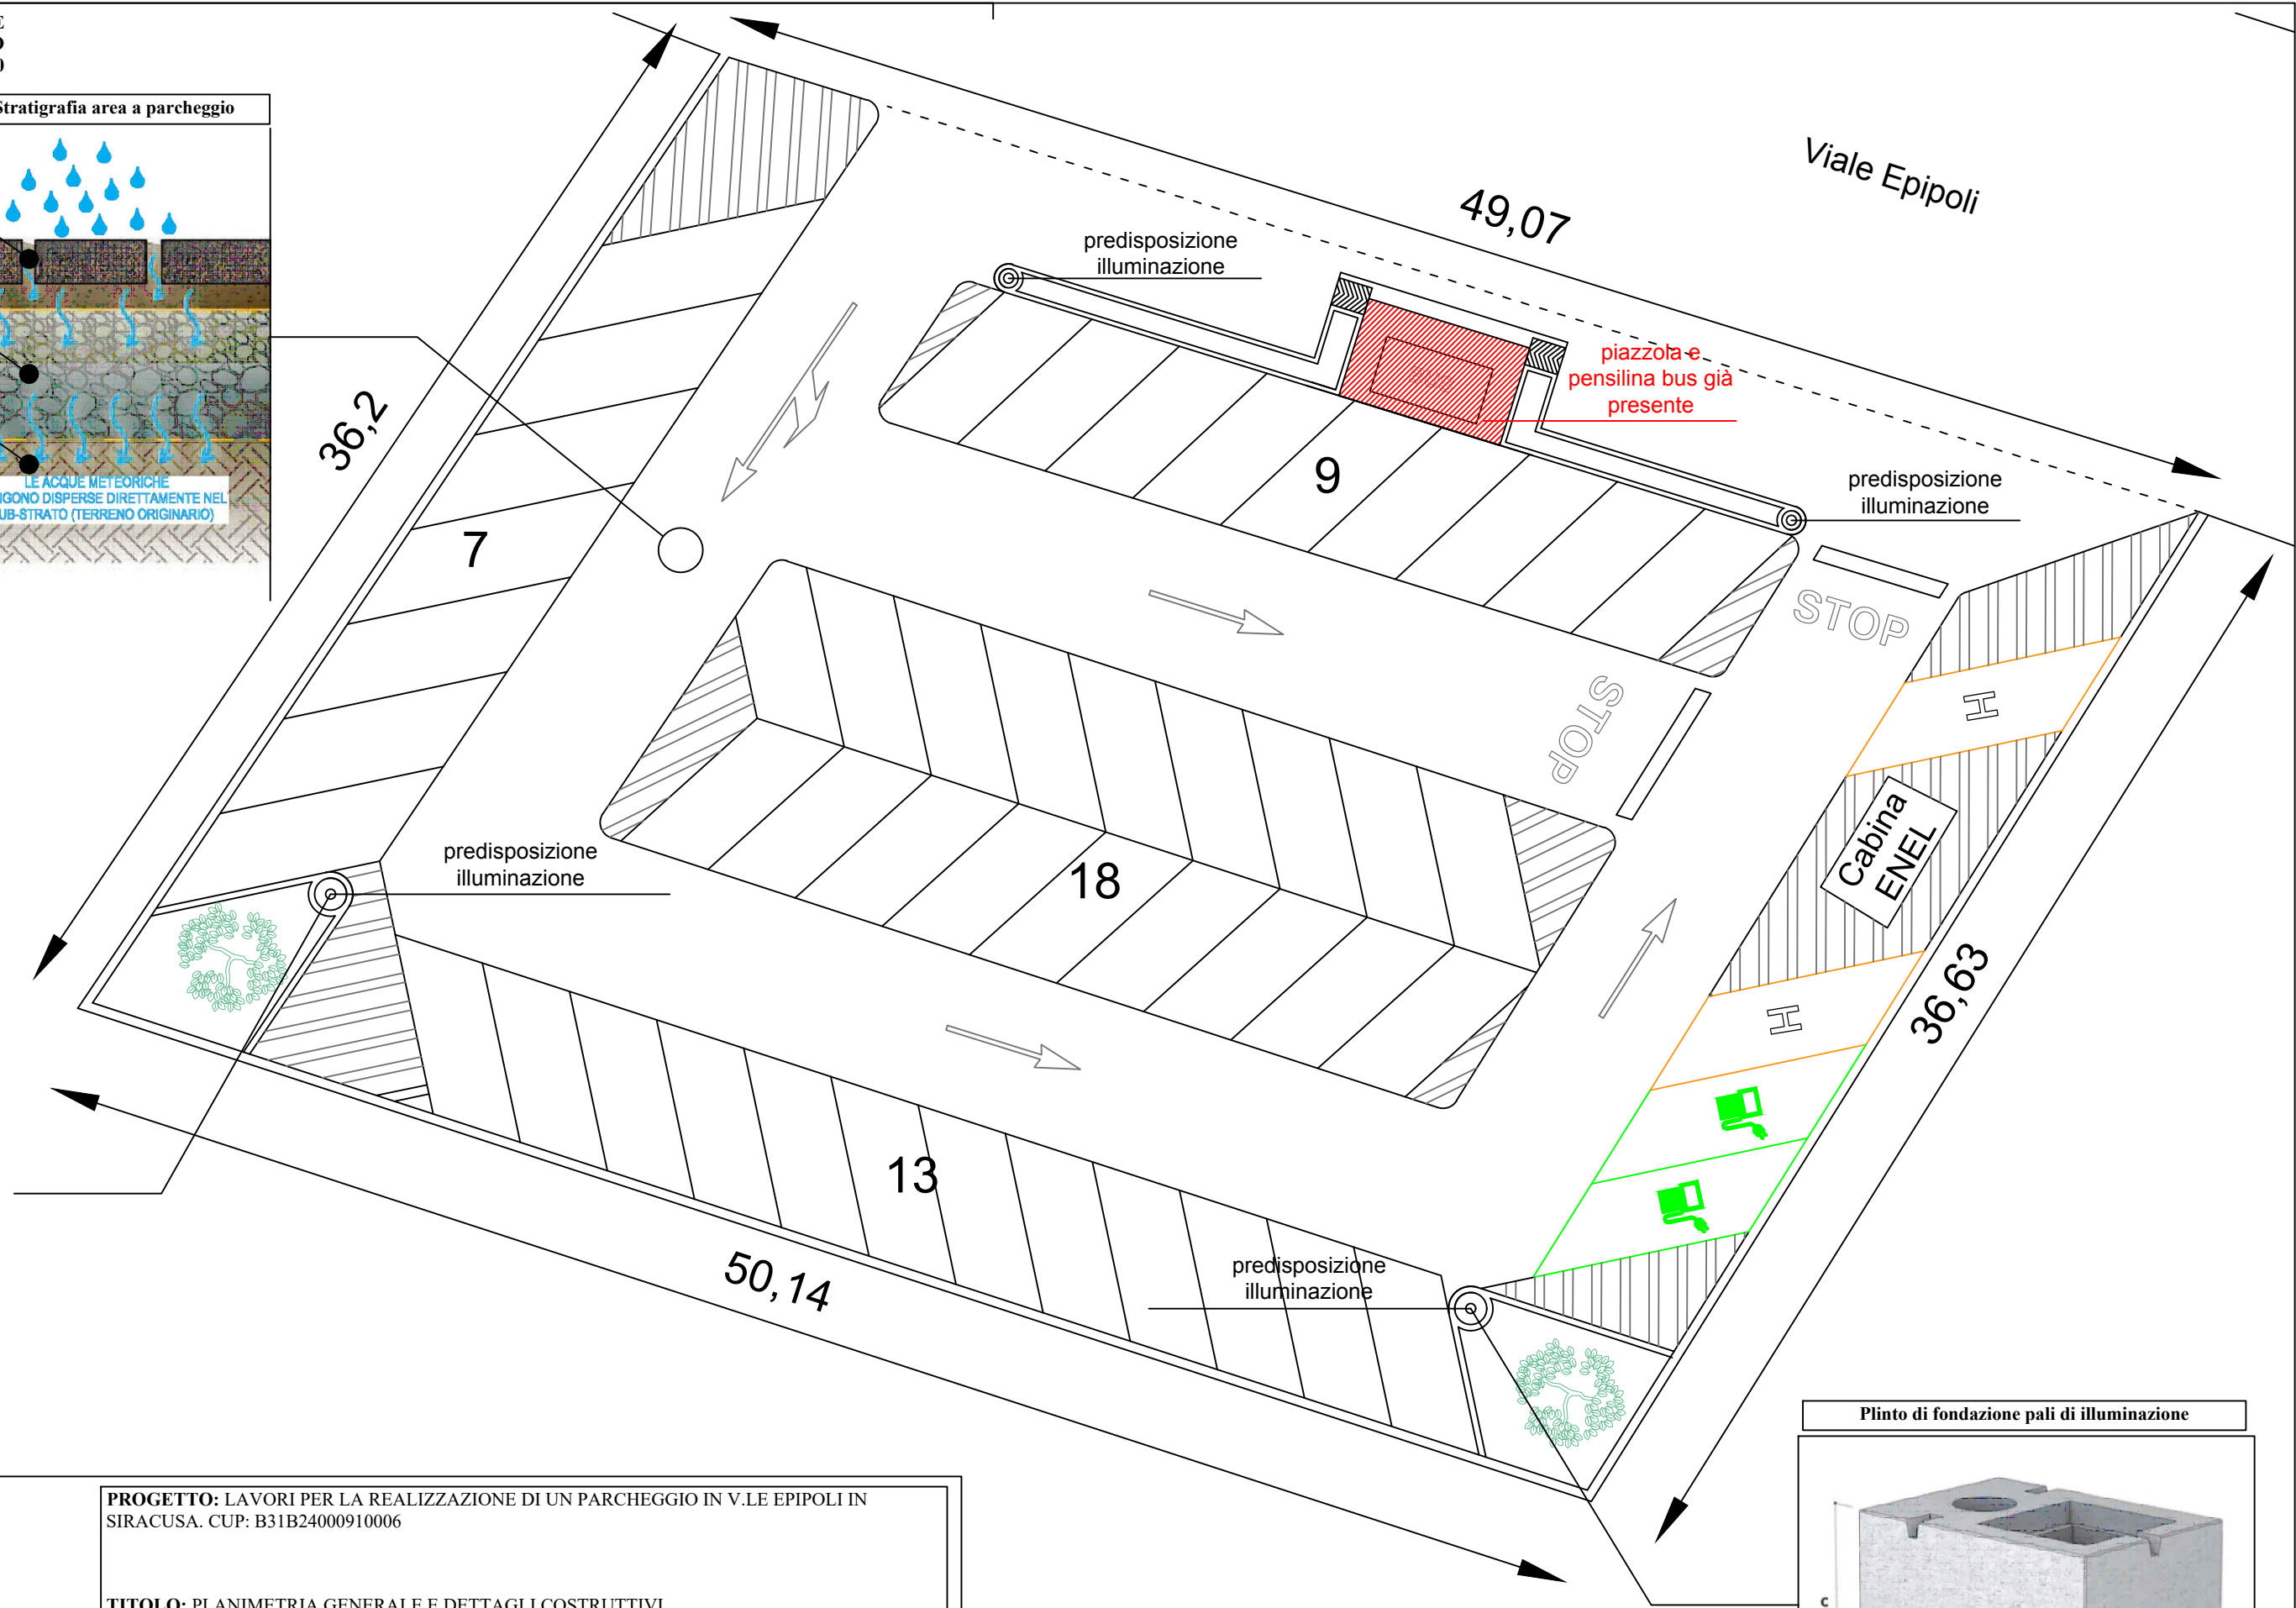 Stratigrafia area a parcheggio
LE ACQUE METEORICHE
NGONO DISPERSE DIRETTAMENTE NEL
UB-STRATO (TERRENO ORIGINARIO)
Viale Epipoli
49,07
36,2
predisposizione
illuminazione
piazzola e
pensilina bus già
presente
9
predisposizione
illuminazione
7
STOP
STOP
H
Cabina
ENEL
predisposizione
illuminazione
18
36,63
H
13
50,14
predisposizione
illuminazione
Plinto di fondazione pali di illuminazione
c
PROGETTO: LAVORI PER LA REALIZZAZIONE DI UN PARCHEGGIO IN V.LE EPIPOLI IN
SIRACUSA. CUP: B31B24000910006
TITOLO: PLANIMETRIA GENERALE E DETTAGLI COSTRUTTIVI